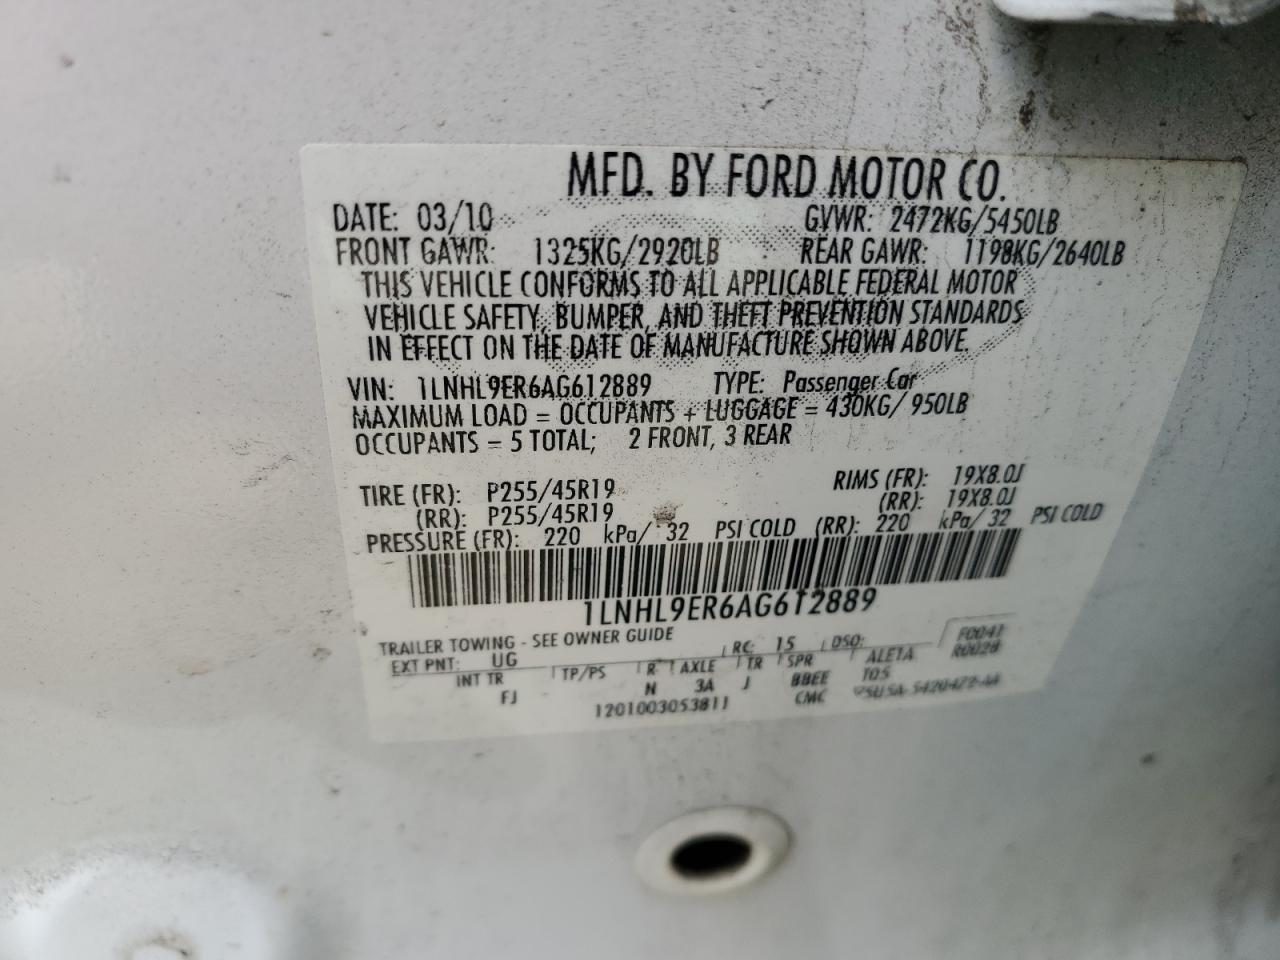 MFD. BY FORD MOTOR CO.
DATE: 03/10 GVWR: 2472KG/5450LB
FRONT GAWR: 1325KG/2920LB REAR GAWR: 1198KG/2640LB
THIS VEHICLE CONFORMS TO ALL APPLICABLE FEDERAL MOTOR
VEHICLE SAFETY, BUMPER, AND THEFT PREVENTION STANDARDS
IN EFFECT ON THE DATE OF MANUFACTURE SHOWN ABOVE.
VIN: 1LNHL9ER6AG612889 TYPE: Passenger Car
MAXIMUM LOAD = OCCUPANTS + LUGGAGE = 430KG/ 950LB
OCCUPANTS = 5 TOTAL; 2 FRONT, 3 REAR
TIRE (FR): P255/45R19 RIMS (FR): 19X8.0J
(RR): P255/45R19 (RR): 19X8.0J
PRESSURE (FR): 220 kPa/ 32 PSI COLD (RR): 220 kPa/ 32 PSI COLD
1LNHL9ER6AG612889
TRAILER TOWING - SEE OWNER GUIDE
EXT PNT: UG RC: 15 DSO: F0041
R0028
INT TR TP/PS R AXLE TR SPR ALE1A
FJ N 3A J BBEE T05
1201003053811 CMC